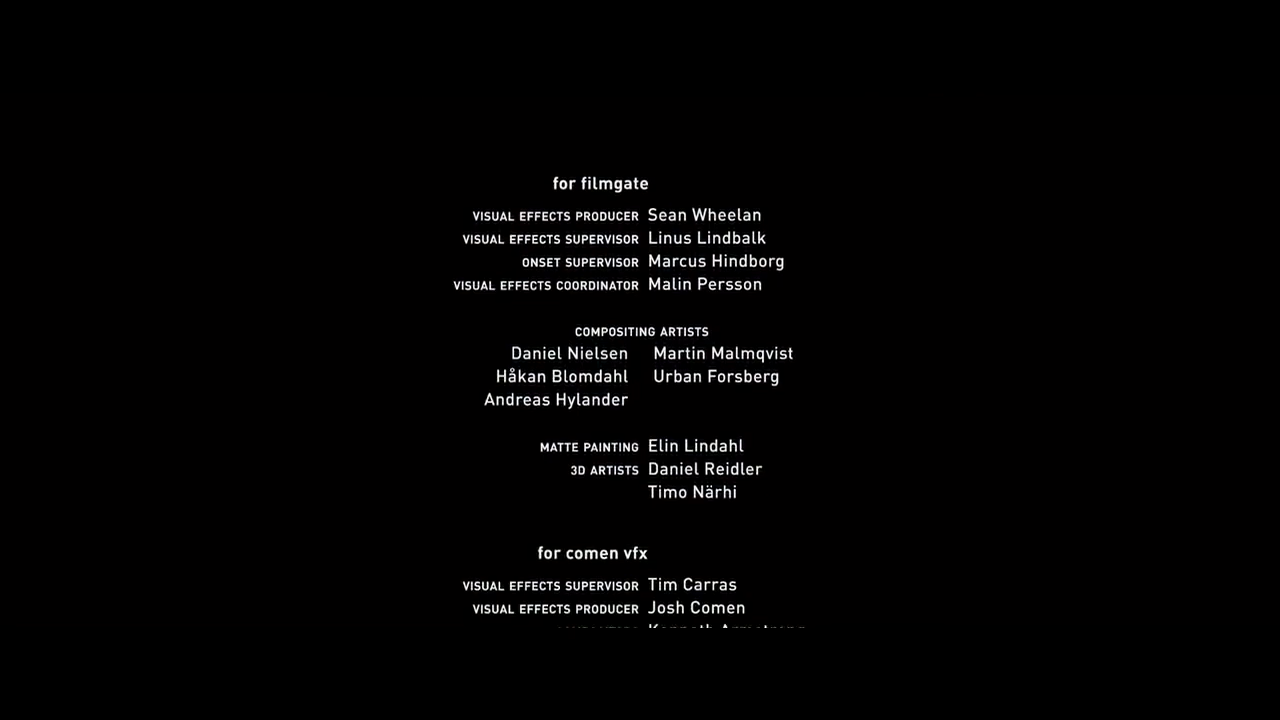 for filmgate
VISUAL EFFECTS PRODUCER Sean Wheelan
VISUAL EFFECTS SUPERVISOR Linus Lindbalk
ONSET SUPERVISOR Marcus Hindborg
VISUAL EFFECTS COORDINATOR Malin Persson
COMPOSITING ARTISTS
Daniel Nielsen Martin Malmqvist
Håkan Blomdahl Urban Forsberg
Andreas Hylander
MATTE PAINTING Elin Lindahl
3D ARTISTS Daniel Reidler
Timo Närhi
for comen vfx
VISUAL EFFECTS SUPERVISOR Tim Carras
VISUAL EFFECTS PRODUCER Josh Comen